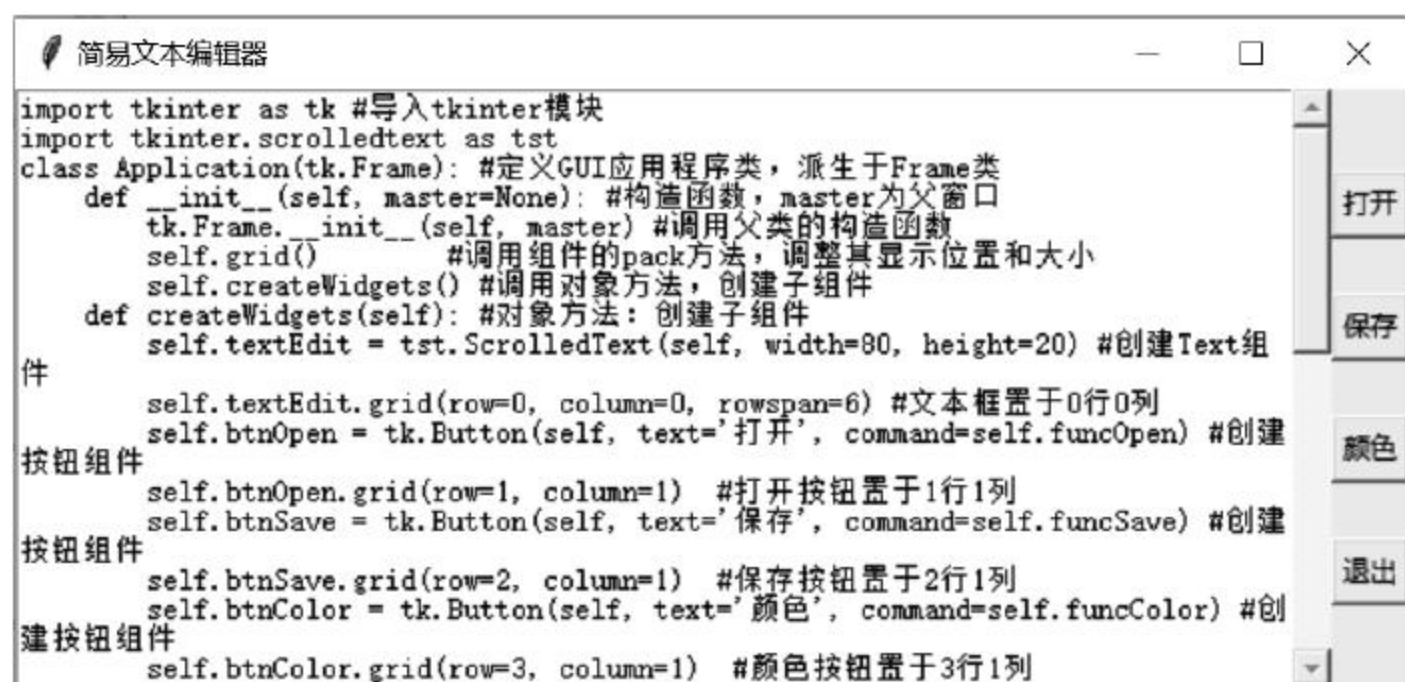 简易文本编辑器
import tkinter as tk #导入tkinter模块
import tkinter.scrolledtext as tst
class Application(tk.Frame): #定义GUI应用程序类，派生于Frame类
    def __init__(self, master=None): #构造函数，master为父窗口
        tk.Frame.__init__(self, master) #调用父类的构造函数
        self.grid()        #调用组件的pack方法，调整其显示位置和大小
        self.createWidgets() #调用对象方法，创建子组件
    def createWidgets(self): #对象方法：创建子组件
        self.textEdit = tst.ScrolledText(self, width=80, height=20) #创建Text组
件
        self.textEdit.grid(row=0, column=0, rowspan=6) #文本框置于0行0列
        self.btnOpen = tk.Button(self, text='打开', command=self.funcOpen) #创建
按钮组件
        self.btnOpen.grid(row=1, column=1)  #打开按钮置于1行1列
        self.btnSave = tk.Button(self, text='保存', command=self.funcSave) #创建
按钮组件
        self.btnSave.grid(row=2, column=1)  #保存按钮置于2行1列
        self.btnColor = tk.Button(self, text='颜色', command=self.funcColor) #创
建按钮组件
        self.btnColor.grid(row=3, column=1)  #颜色按钮置于3行1列
打开
保存
颜色
退出